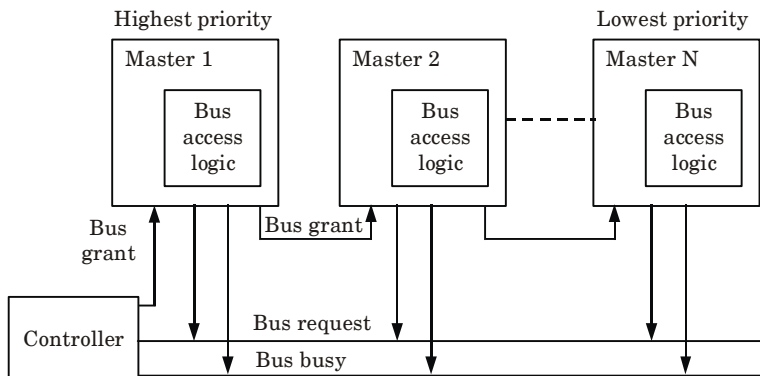 Highest priority
Lowest priority
Master 1
Master 2
Master N
Bus
access
logic
Bus
access
logic
Bus
access
logic
Bus
grant
Bus grant
Controller
Bus request
Bus busy